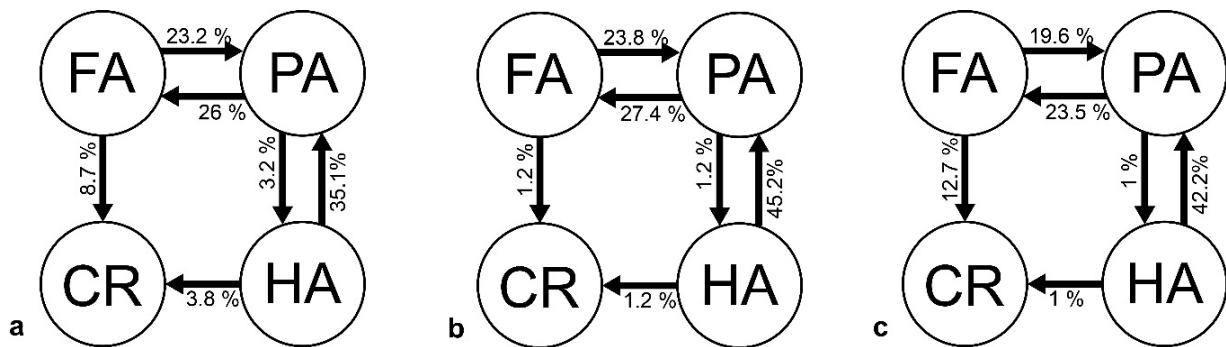 23.2 %
FA
PA
26 %
8.7 %
3.2 %
35.1%
CR
HA
3.8 %
a
23.8 %
FA
PA
27.4 %
1.2 %
1.2 %
45.2%
CR
HA
1.2 %
b
19.6 %
FA
PA
23.5 %
12.7 %
1 %
42.2%
CR
HA
1 %
c